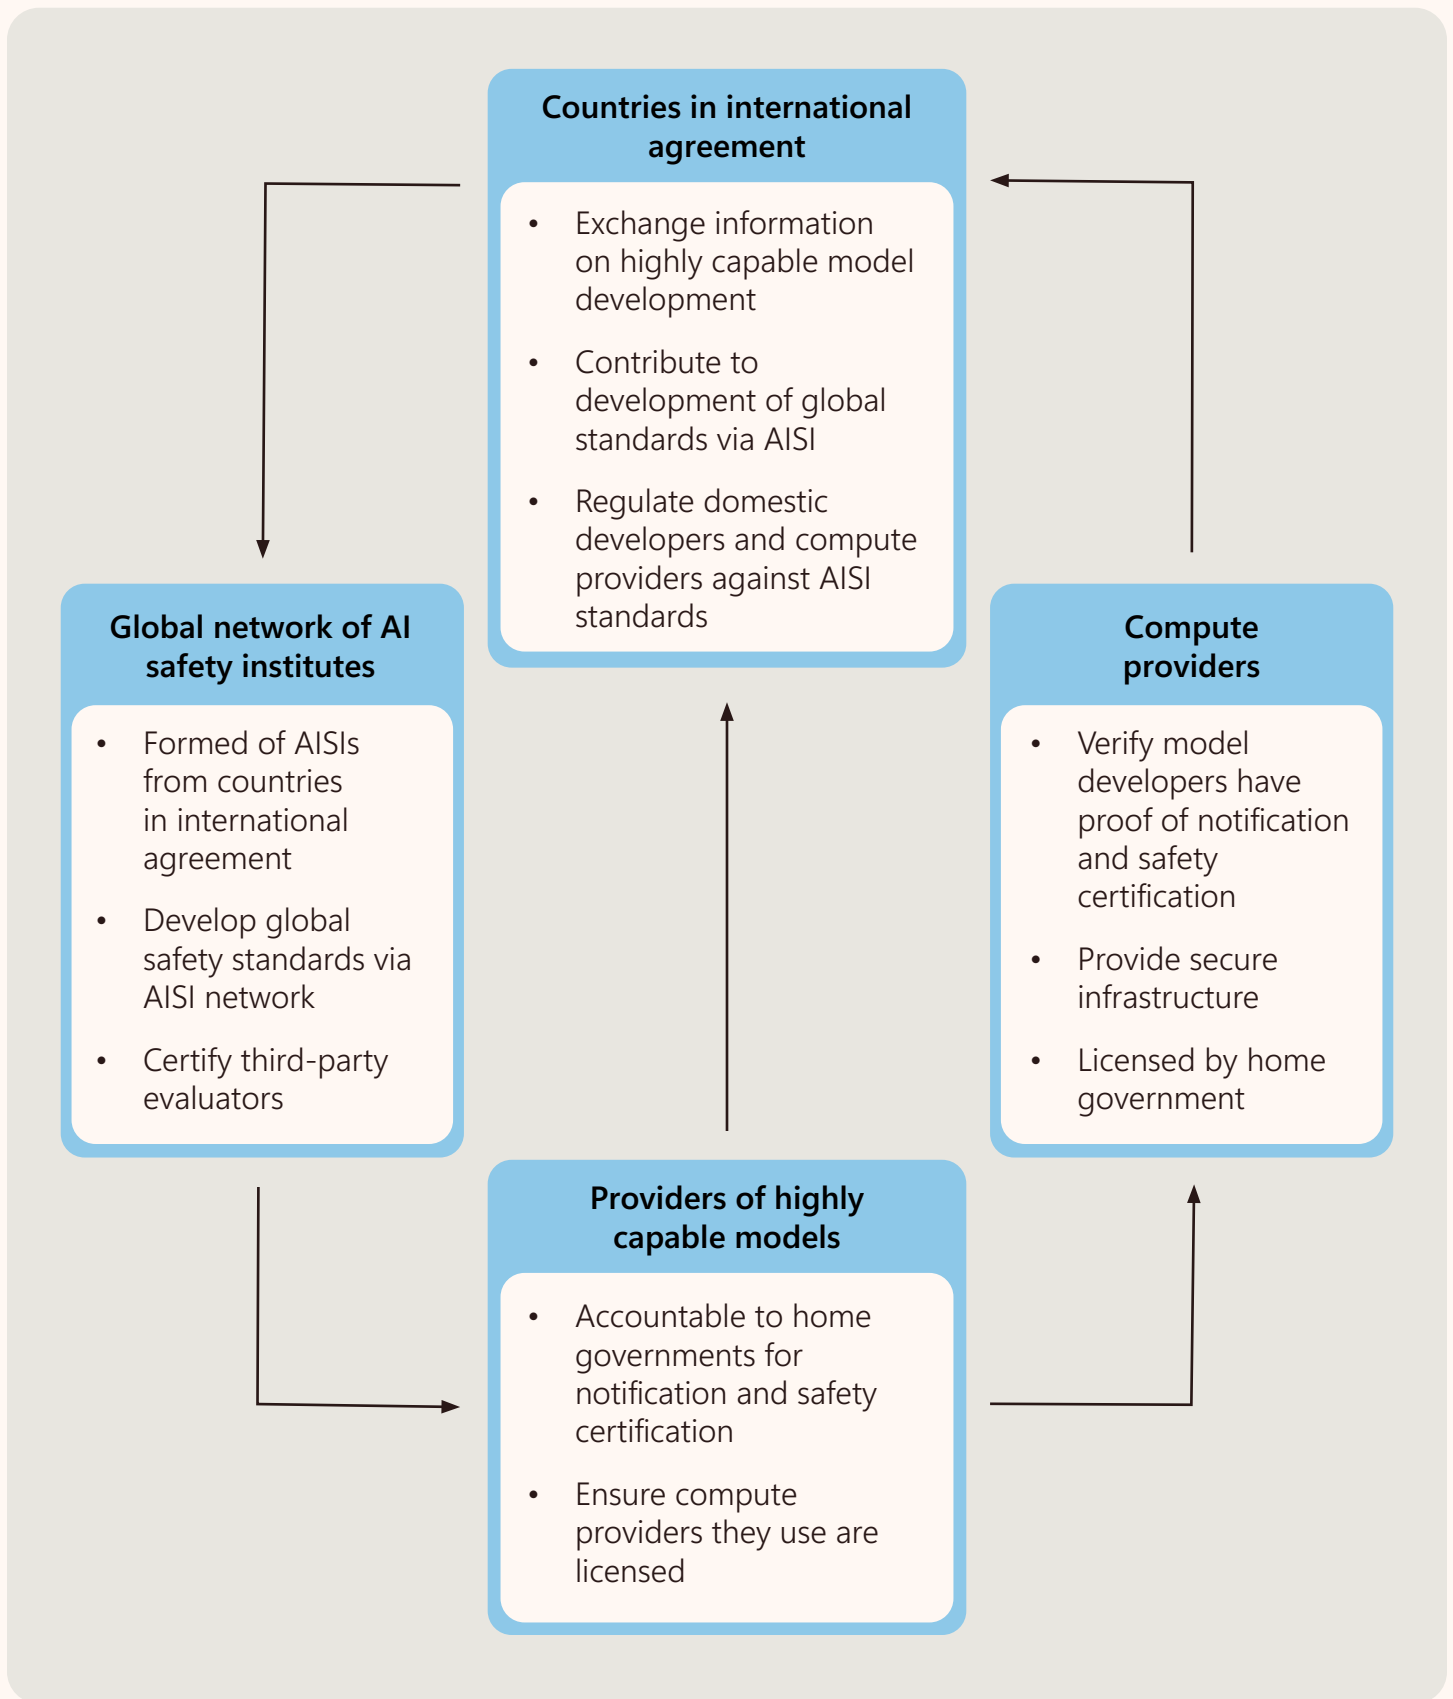 Countries in international
agreement
• Exchange information
on highly capable model
development
• Contribute to
development of global
standards via AISI
• Regulate domestic
developers and compute
providers against AISI
standards
Global network of AI
safety institutes
• Formed of AISIs
from countries
in international
agreement
• Develop global
safety standards via
AISI network
• Certify third-party
evaluators
Compute
providers
• Verify model
developers have
proof of notification
and safety
certification
• Provide secure
infrastructure
• Licensed by home
government
Providers of highly
capable models
• Accountable to home
governments for
notification and safety
certification
• Ensure compute
providers they use are
licensed